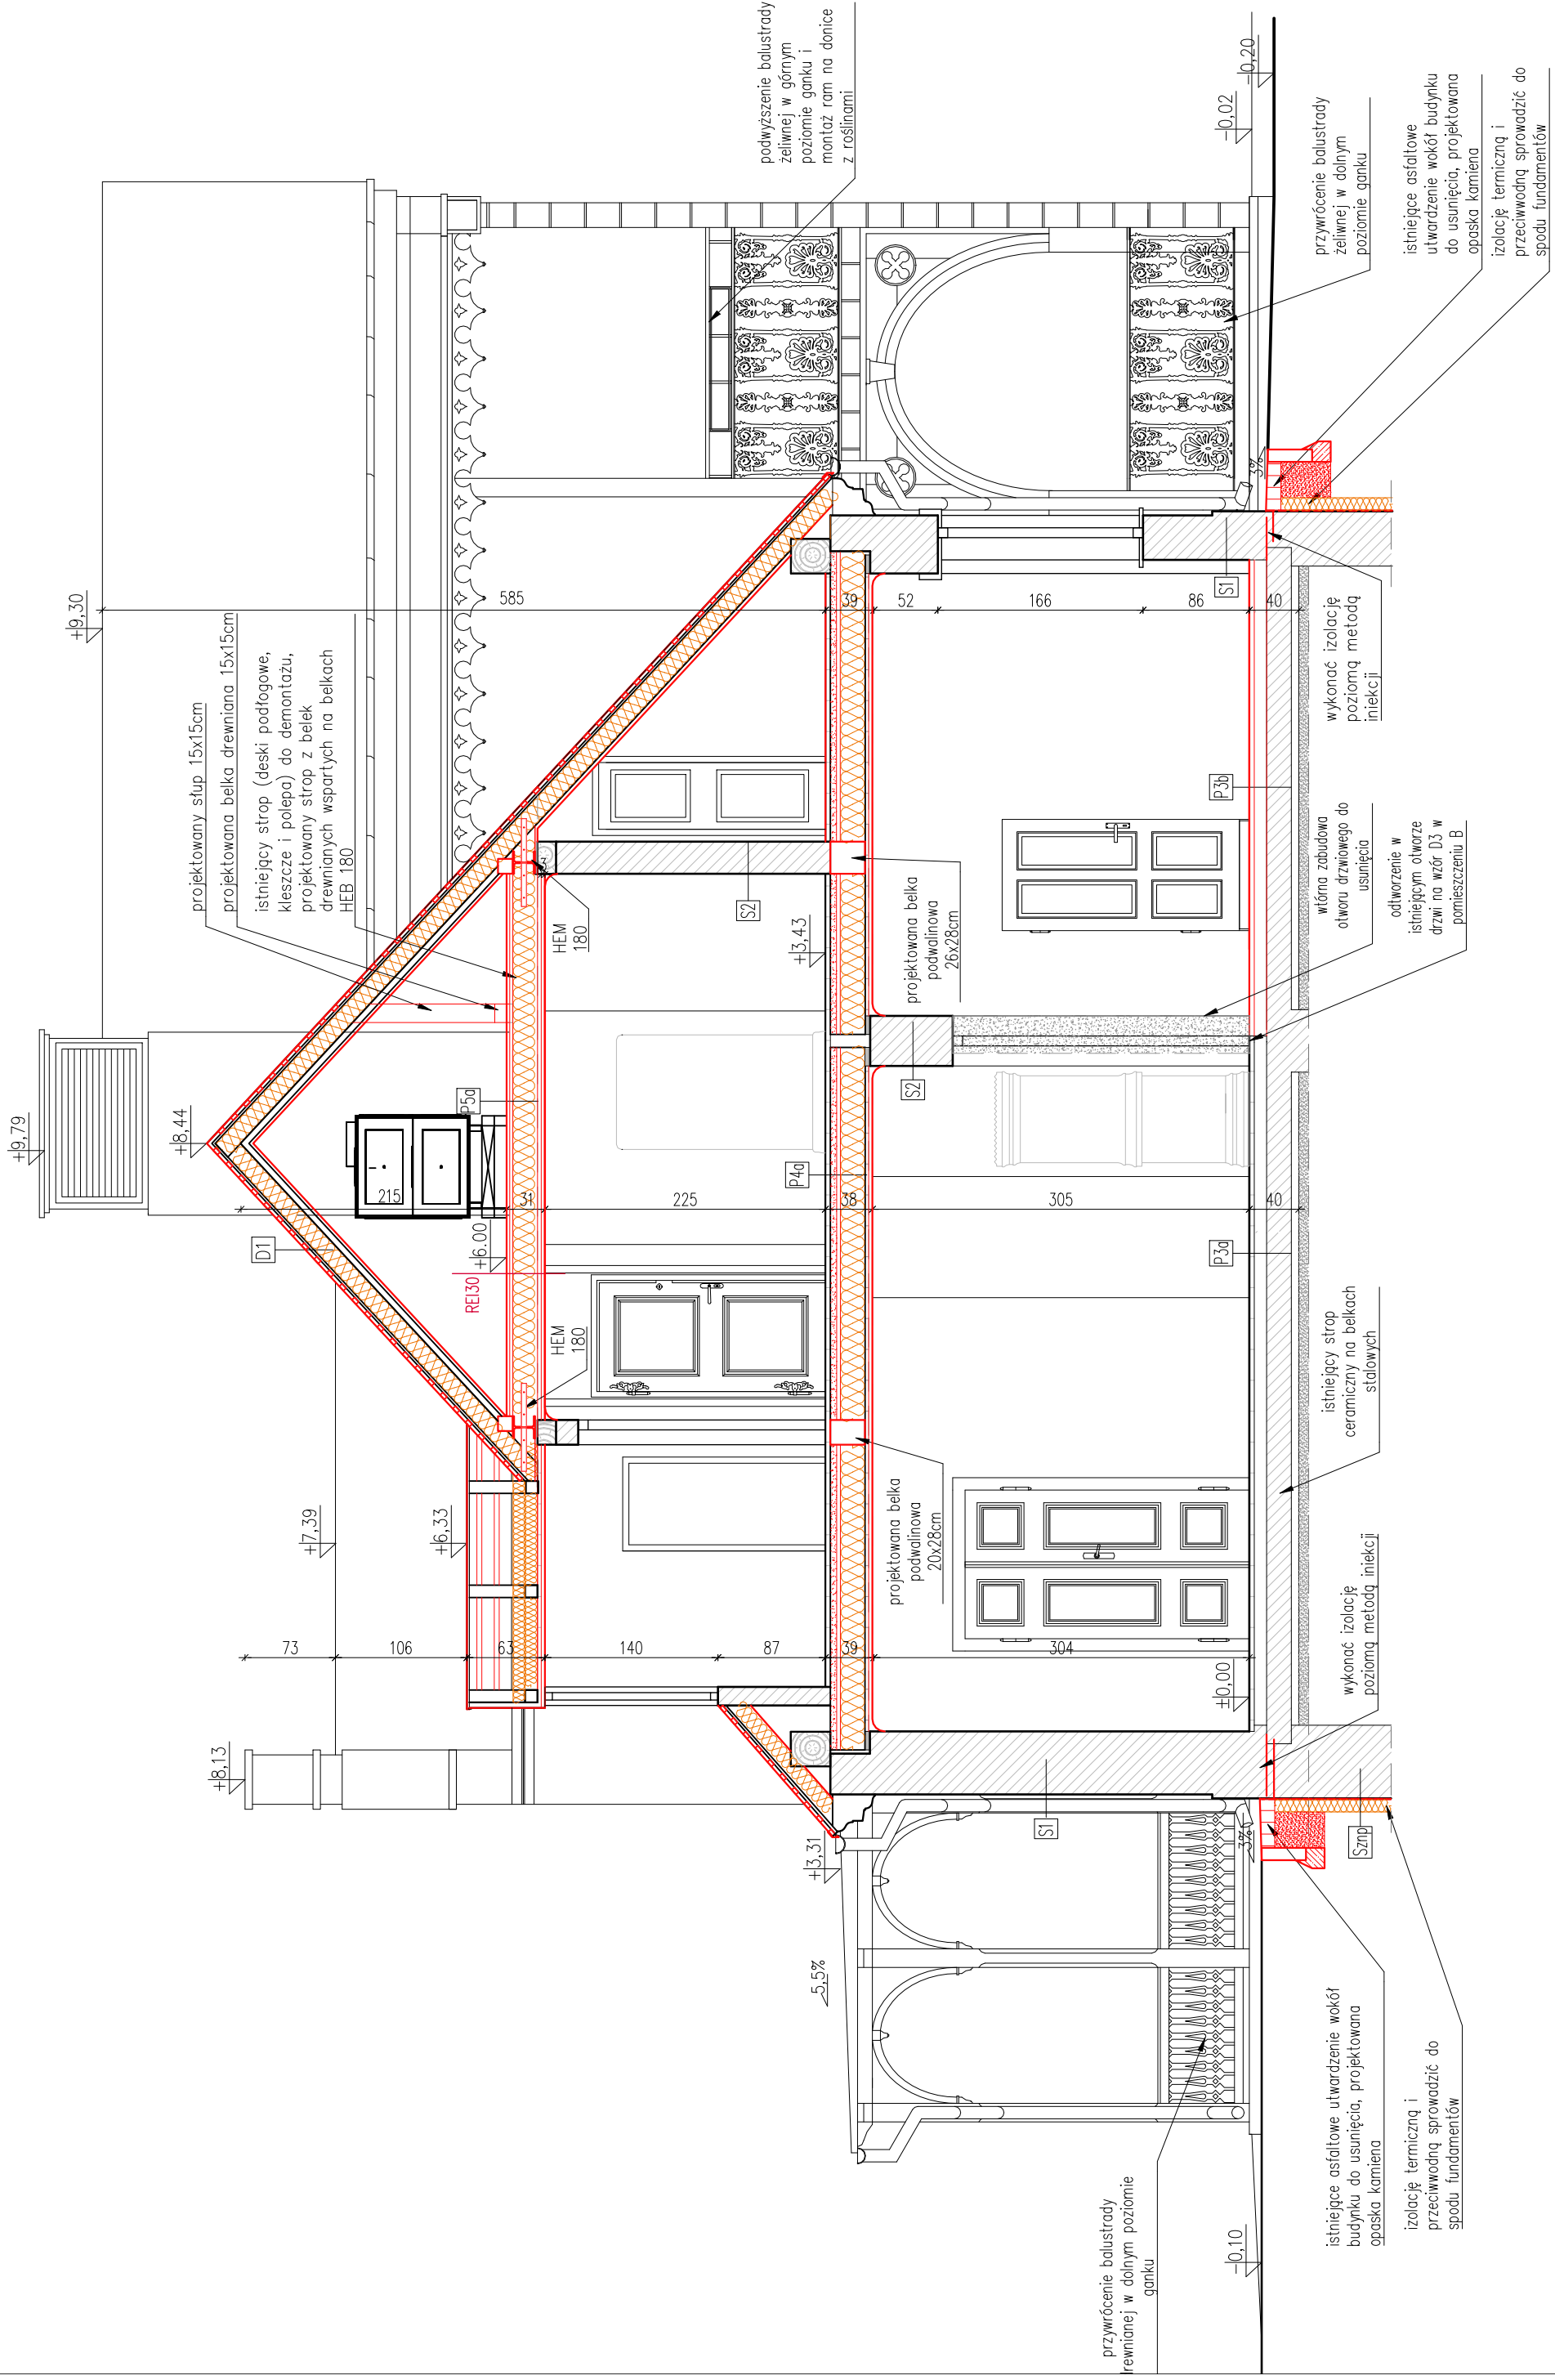 +9,79
+9,30
+8,44
+8,13
+7,39
+6,33
projektowany słup 15x15cm
projektowana belka drewniana 15x15cm
istniejący strop (deski podłogowe,
kleszcze i polepa) do demontażu,
projektowany strop z belek
drewnianych wspartych na belkach
HEB 180
podwyższenie balustrady
żeliwnej w górnym
poziomie ganku i
montaż ram na donice
z roślinami
D1
P5a
REI30
+6.00
HEM
180
HEM
180
3
S2
+3,43
73
106
63
140
87
39
304
215
31
225
38
305
40
585
39
52
166
86
40
projektowana belka
podwalinowa
20x28cm
projektowana belka
podwalinowa
26x28cm
P4a
S2
+3,31
5,5%
S1
S1
±0,00
3%
3%
-0,10
-0,02
-0,20
P3a
P3b
Sznp
przywrócenie balustrady
drewnianej w dolnym poziomie
ganku
istniejące asfaltowe utwardzenie wokół
budynku do usunięcia, projektowana
opaska kamiena
izolację termiczną i
przeciwwodną sprowadzić do
spodu fundamentów
wykonać izolację
poziomą metodą iniekcji
istniejący strop
ceramiczny na belkach
stalowych
wtórna zabudowa
otworu drzwiowego do
usunięcia
odtworzenie w
istniejącym otworze
drzwi na wzór D3 w
pomieszczeniu B
wykonać izolację
poziomą metodą
iniekcji
przywrócenie balustrady
żeliwnej w dolnym
poziomie ganku
istniejące asfaltowe
utwardzenie wokół budynku
do usunięcia, projektowana
opaska kamiena
izolację termiczną i
przeciwwodną sprowadzić do
spodu fundamentów